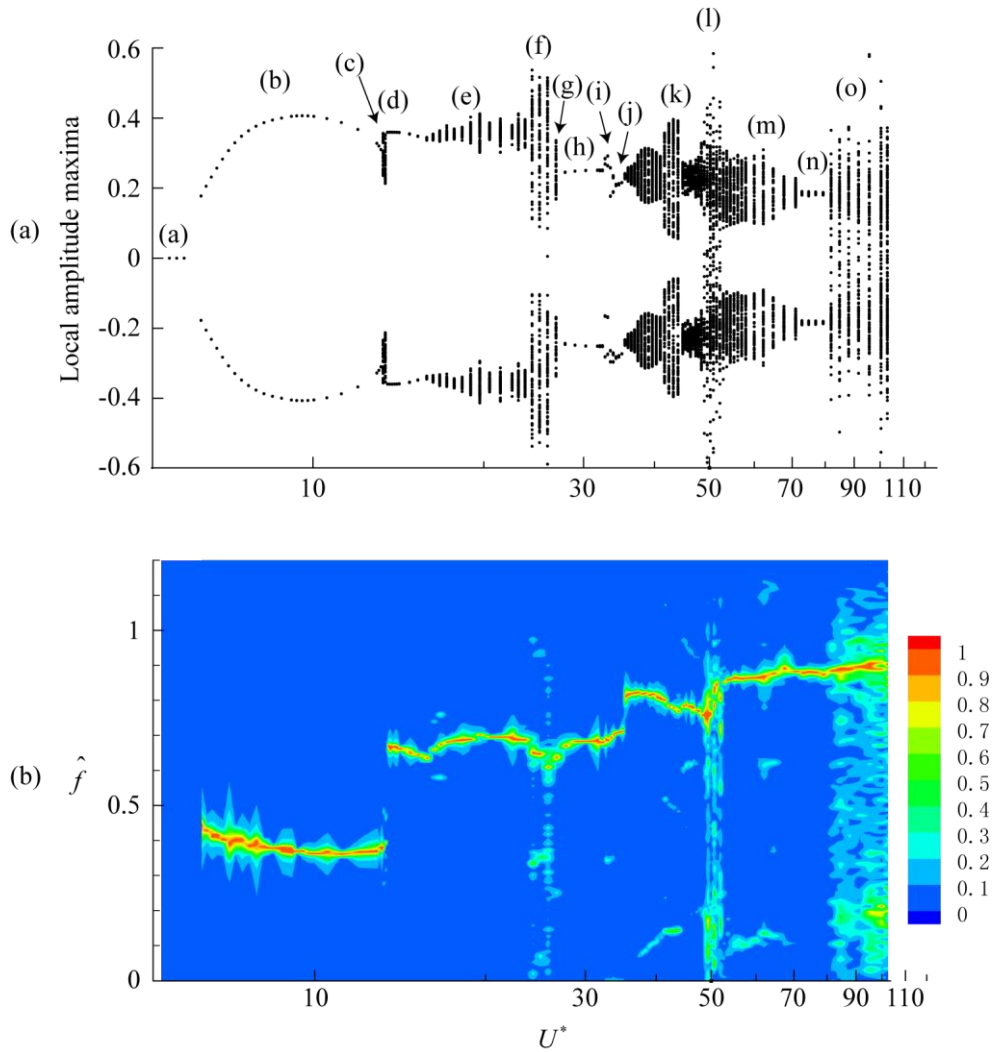 (l)
0.6
(f)
(b)
(c)
(d)
(e)
(g)
(i)
(k)
(o)
0.4
(h)
(j)
(m)
(n)
0.2
(a)
(a)
0
Local amplitude maxima
-0.2
-0.4
-0.6
10
30
50
70
90
110
1
1
0.9
0.8
0.7
0.6
(b)
f̂
0.5
0.5
0.4
0.3
0.2
0.1
0
0
10
30
50
70
90
110
U*